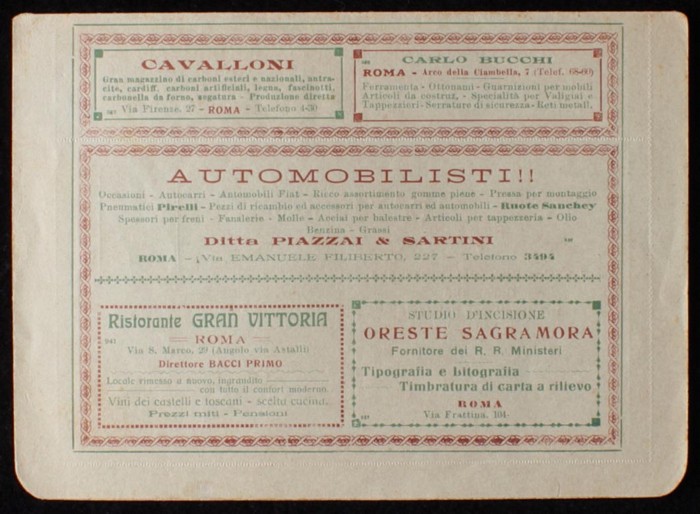 CAVALLONI
Gran magazzino di carboni esteri e nazionali, antra-
cite, cardiff, carboni artificiali, legna, fascinotti,
carbonella da forno, segatura - Produzione diretta
Via Firenze, 27 - ROMA - Telefono 4-30
CARLO BUCCHI
ROMA - Arco della Ciambella, 7 (Telef. 68-60)
Ferramenta - Ottonami - Guarnizioni per mobili
Articoli da costruz. - Specialità per Valigiai e
Tappezzieri - Serrature di sicurezza - Reti metall.
AUTOMOBILISTI!!
Occasioni - Autocarri - Automobili Fiat - Ricco assortimento gomme piene - Pressa per montaggio
Pneumatici Pirelli - Pezzi di ricambio ed accessori per autocarri ed automobili - Ruote Sanchey
Spessori per freni - Fanalerie - Molle - Acciai per balestre - Articoli per tappezzeria - Olio
Benzina - Grassi
Ditta PIAZZAI & SARTINI
ROMA - Via EMANUELE FILIBERTO, 227 - Telefono 3494
Ristorante GRAN VITTORIA
ROMA
Via S. Marco, 29 (Angolo via Astalli)
Direttore BACCI PRIMO
Locale rimesso a nuovo, ingrandito
con tutto il confort moderno.
Vini dei castelli e toscani - scelta cucina.
Prezzi miti - Pensioni
STUDIO D'INCISIONE
ORESTE SAGRAMORA
Fornitore dei R. R. Ministeri
Tipografia e Litografia
Timbratura di carta a rilievo
ROMA
Via Frattina, 104